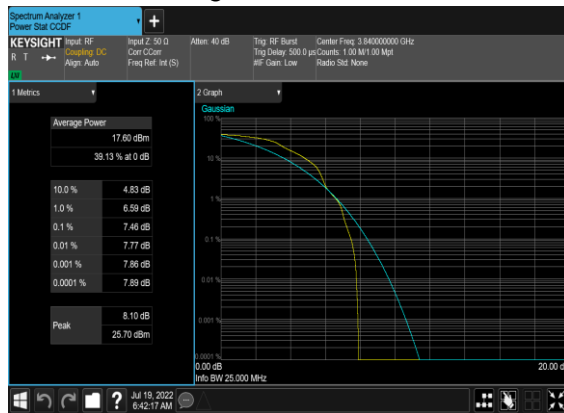 Spectrum Analyzer 1
Power Stat CCDF
KEYSIGHT
R T
LM
Input: RF
Coupling: DC
Align: Auto
Input Z: 50 Ω
Corr CCorr
Freq Ref: Int (S)
Atten: 40 dB
Trig: RF Burst
Trig Delay: 500.0 µs
#IF Gain: Low
Center Freq: 3.840000000 GHz
Counts: 1.00 M/1.00 Mpt
Radio Std: None
1 Metrics
Average Power
17.60 dBm
39.13 % at 0 dB
10.0 % 4.83 dB
1.0 % 6.59 dB
0.1 % 7.46 dB
0.01 % 7.77 dB
0.001 % 7.86 dB
0.0001 % 7.89 dB
Peak
8.10 dB
25.70 dBm
2 Graph
Gaussian
100 %
10 %
1 %
0.1 %
0.01 %
0.001 %
0.0001 %
0.00 dB
20.00 d
Info BW 25.000 MHz
?
Jul 19, 2022
6:42:17 AM